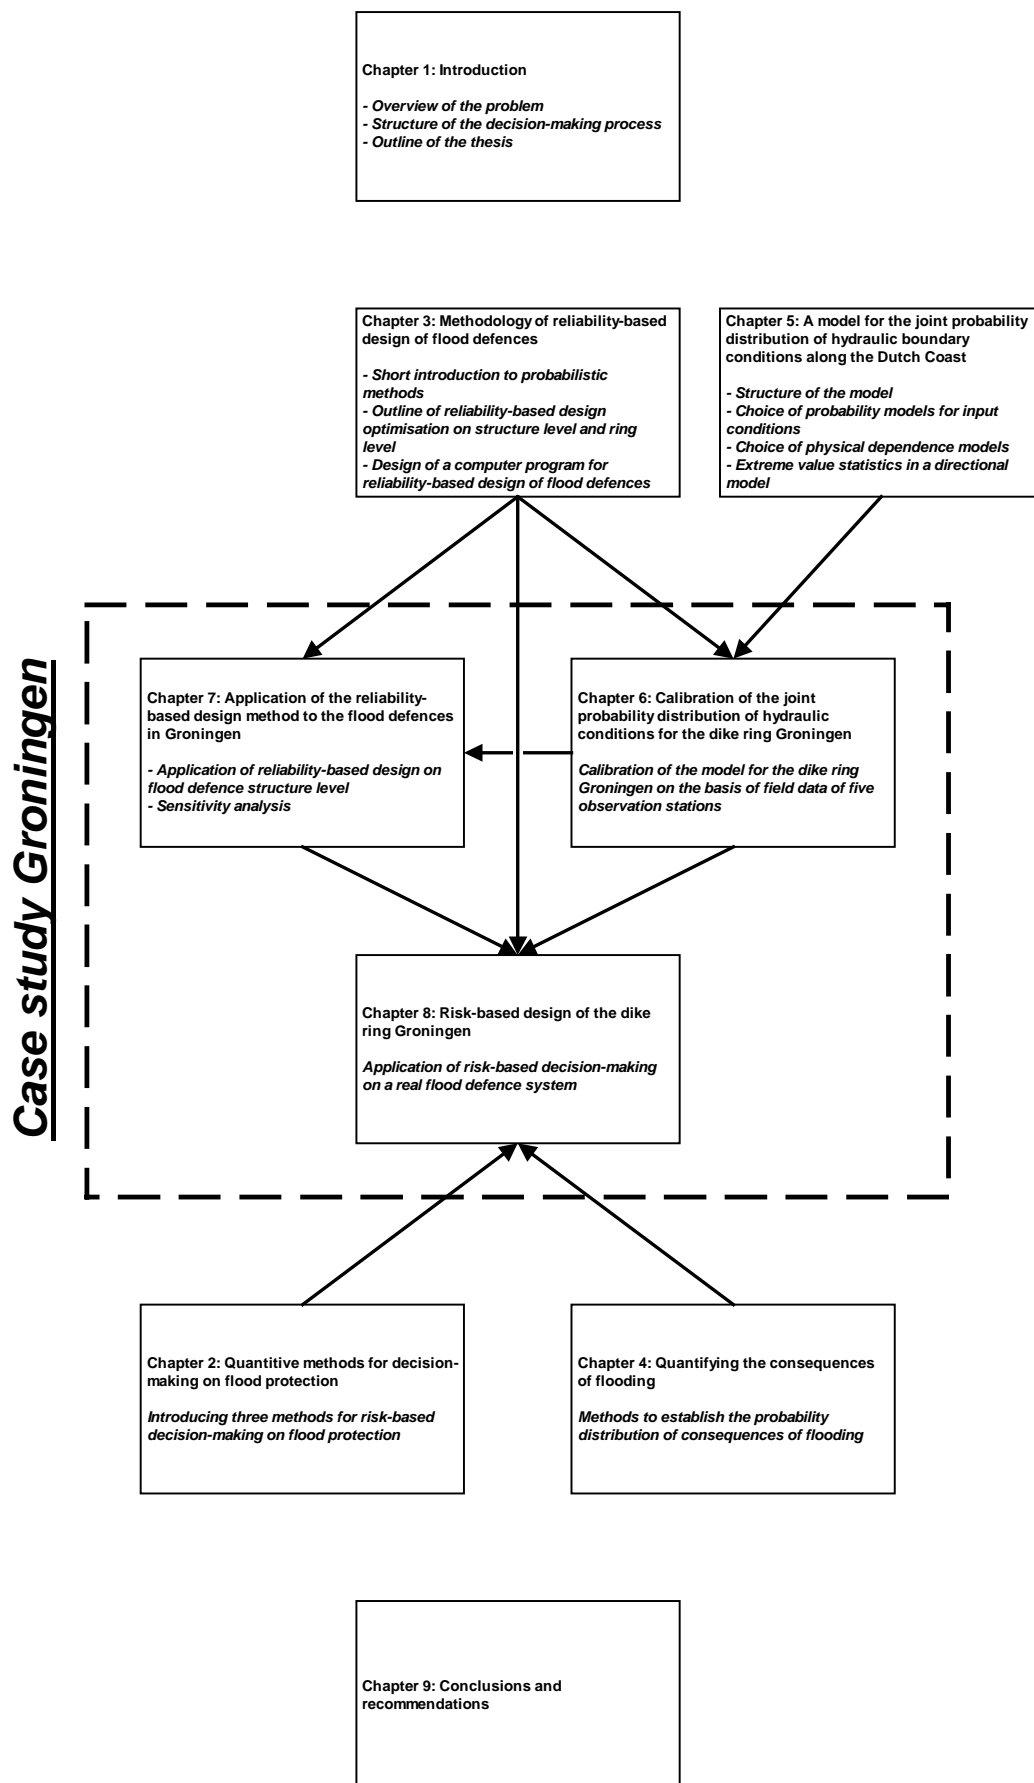 Chapter 1: Introduction
- Overview of the problem
- Structure of the decision-making process
- Outline of the thesis
Chapter 3: Methodology of reliability-based
design of flood defences
- Short introduction to probabilistic
methods
- Outline of reliability-based design
optimisation on structure level and ring
level
- Design of a computer program for
reliability-based design of flood defences
Chapter 5: A model for the joint probability
distribution of hydraulic boundary
conditions along the Dutch Coast
- Structure of the model
- Choice of probability models for input
conditions
- Choice of physical dependence models
- Extreme value statistics in a directional
model
Case study Groningen
Chapter 7: Application of the reliability-
based design method to the flood defences
in Groningen
- Application of reliability-based design on
flood defence structure level
- Sensitivity analysis
Chapter 6: Calibration of the joint
probability distribution of hydraulic
conditions for the dike ring Groningen
Calibration of the model for the dike ring
Groningen on the basis of field data of five
observation stations
Chapter 8: Risk-based design of the dike
ring Groningen
Application of risk-based decision-making
on a real flood defence system
Chapter 2: Quantitive methods for decision-
making on flood protection
Introducing three methods for risk-based
decision-making on flood protection
Chapter 4: Quantifying the consequences
of flooding
Methods to establish the probability
distribution of consequences of flooding
Chapter 9: Conclusions and
recommendations